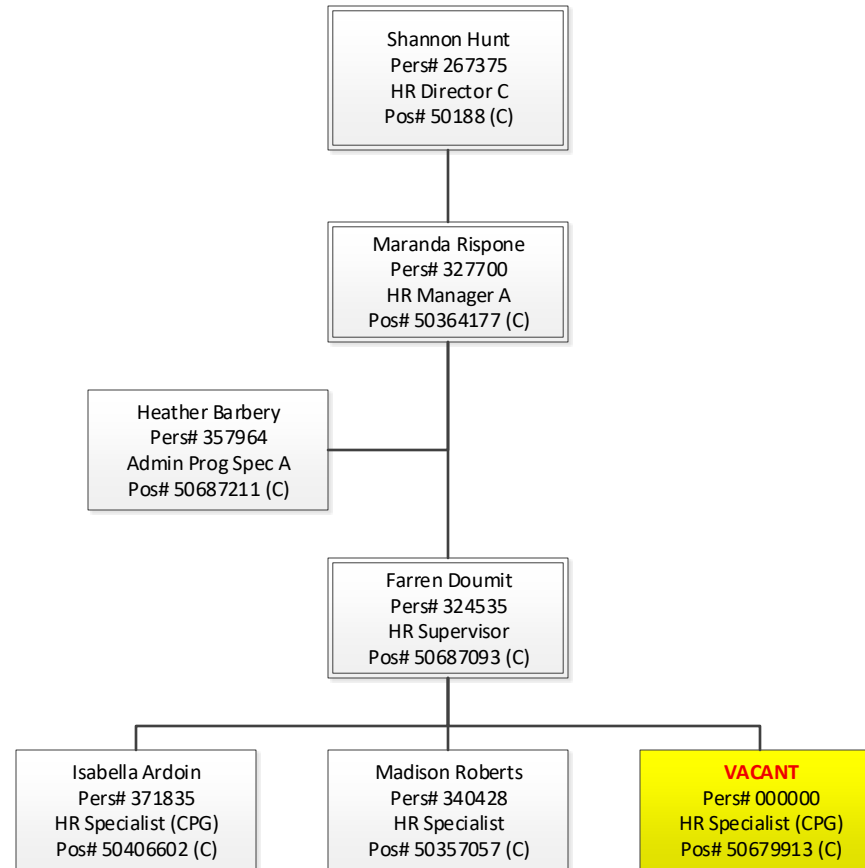 Shannon Hunt
Pers# 267375
HR Director C
Pos# 50188 (C)
Maranda Rispone
Pers# 327700
HR Manager A
Pos# 50364177 (C)
Heather Barbery
Pers# 357964
Admin Prog Spec A
Pos# 50687211 (C)
Farren Doumit
Pers# 324535
HR Supervisor
Pos# 50687093 (C)
Isabella Ardoin
Pers# 371835
HR Specialist (CPG)
Pos# 50406602 (C)
Madison Roberts
Pers# 340428
HR Specialist
Pos# 50357057 (C)
VACANT
Pers# 000000
HR Specialist (CPG)
Pos# 50679913 (C)